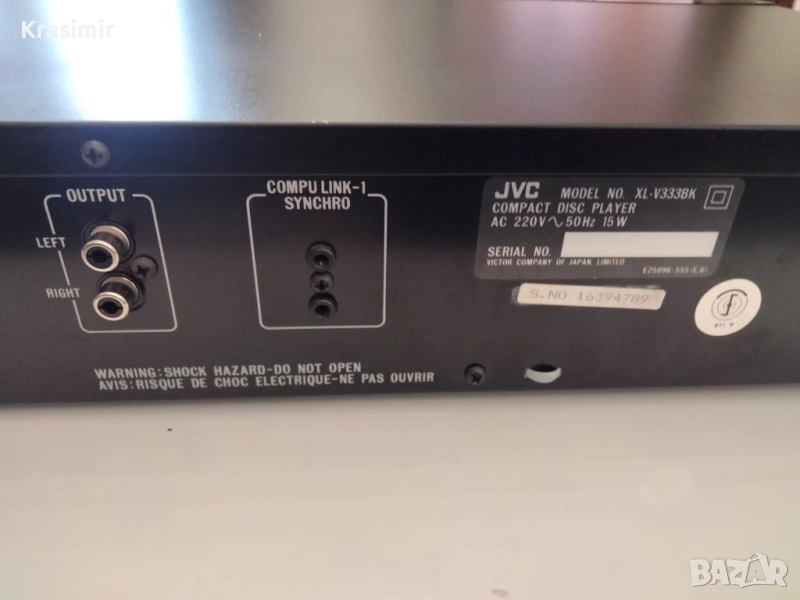 Krasimir
OUTPUT
LEFT
RIGHT
COMPU LINK-1
SYNCHRO
JVC MODEL NO. XL-V333BK
COMPACT DISC PLAYER
AC 220V~50Hz 15W
SERIAL NO.
VICTOR COMPANY OF JAPAN, LIMITED
E25096-555(E,G)
S.NO 16394789
WARNING:SHOCK HAZARD-DO NOT OPEN
AVIS:RISQUE DE CHOC ELECTRIQUE-NE PAS OUVRIR
BAZAR